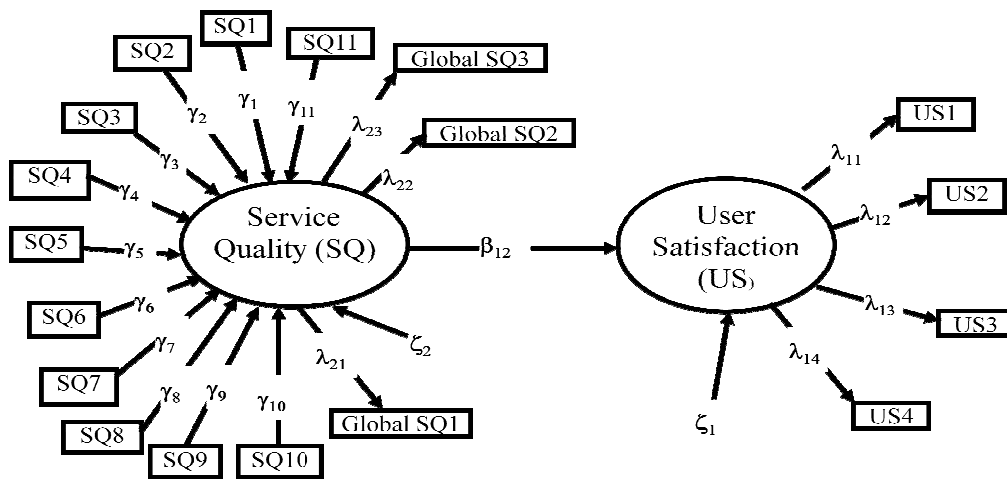 SQ1
SQ2
SQ11
Global SQ3
SQ3
Global SQ2
SQ4
SQ5
SQ6
SQ7
SQ8
SQ9
SQ10
Global SQ1
γ₁
γ₂
γ₁₁
λ₂₃
γ₃
λ₂₂
γ₄
γ₅
γ₆
γ₇
γ₈
γ₉
γ₁₀
λ₂₁
ζ₂
Service
Quality (SQ)
β₁₂
User
Satisfaction
(US)
ζ₁
λ₁₁
US1
λ₁₂
US2
λ₁₃
US3
λ₁₄
US4